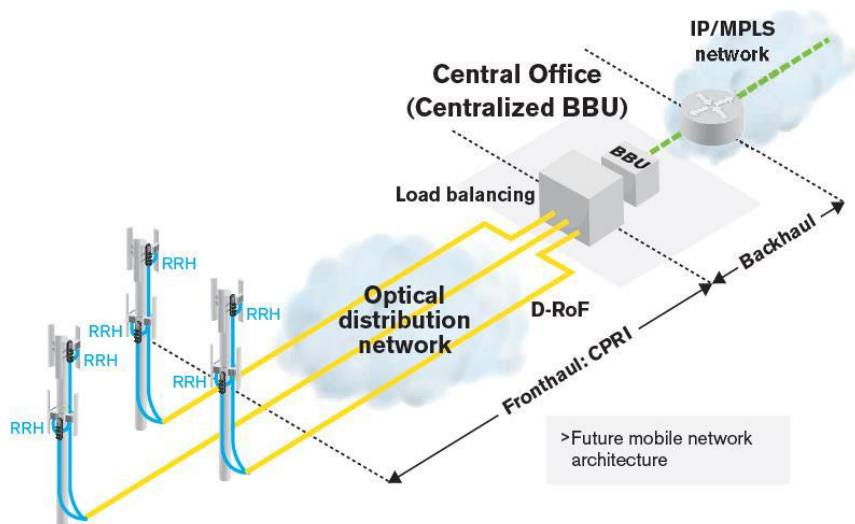 IP/MPLS
network
Central Office
(Centralized BBU)
BBU
Load balancing
Backhaul
RRH
RRH
RRH
RRH
RRH
Optical
distribution
network
D-RoF
Fronthaul: CPRI
>Future mobile network
architecture